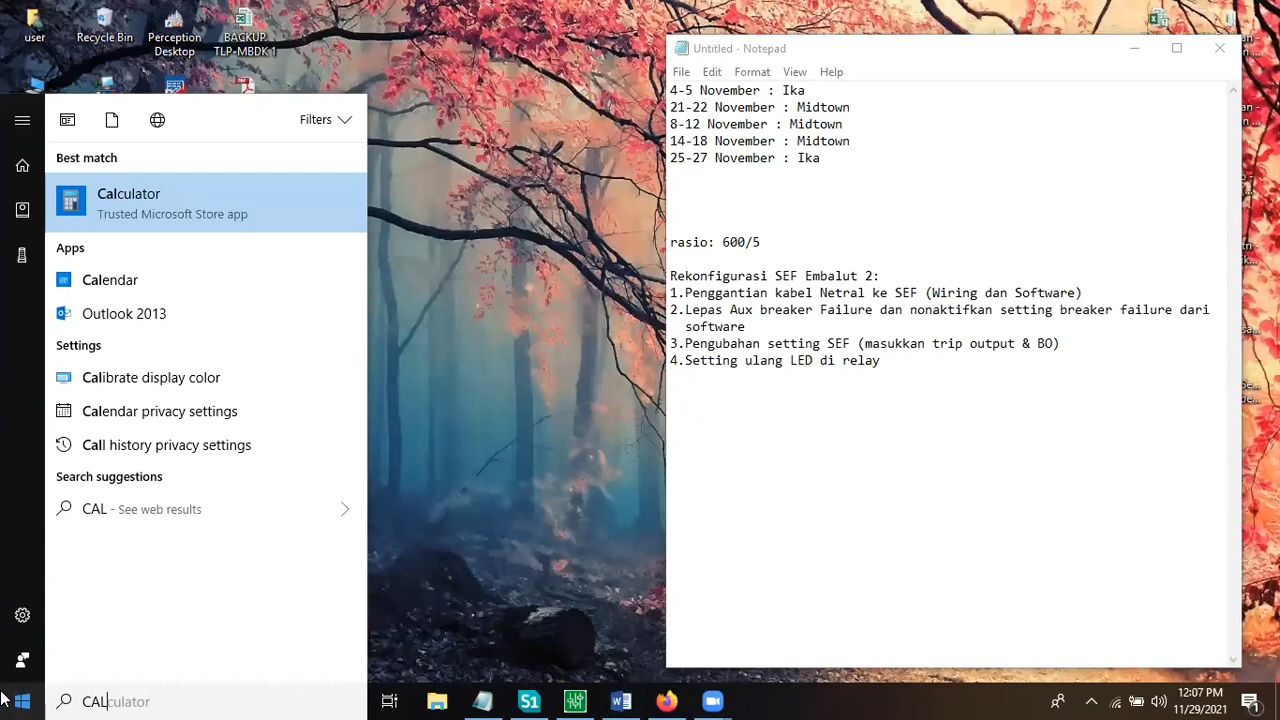 user
Recycle Bin
Perception
Desktop
BACKUP
TLP-MBDK-1
Filters
Best match
Calculator
Trusted Microsoft Store app
Apps
Calendar
Outlook 2013
Settings
Calibrate display color
Calendar privacy settings
Call history privacy settings
Search suggestions
CAL - See web results
CALculator
Untitled - Notepad
File Edit Format View Help
4-5 November : Ika
21-22 November : Midtown
8-12 November : Midtown
14-18 November : Midtown
25-27 November : Ika
rasio: 600/5
Rekonfigurasi SEF Embalut 2:
1.Penggantian kabel Netral ke SEF (Wiring dan Software)
2.Lepas Aux breaker Failure dan nonaktifkan setting breaker failure dari
software
3.Pengubahan setting SEF (masukkan trip output & BO)
4.Setting ulang LED di relay
S1
12:07 PM
11/29/2021
1